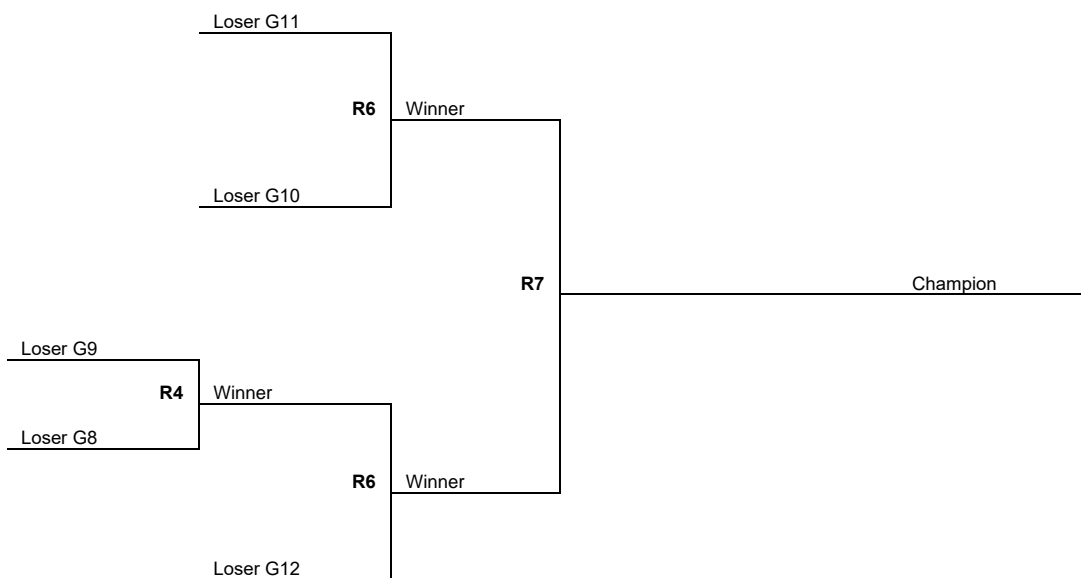 Loser G11
R6 Winner
Loser G10
R7 Champion
Loser G9
R4 Winner
Loser G8
R6 Winner
Loser G12